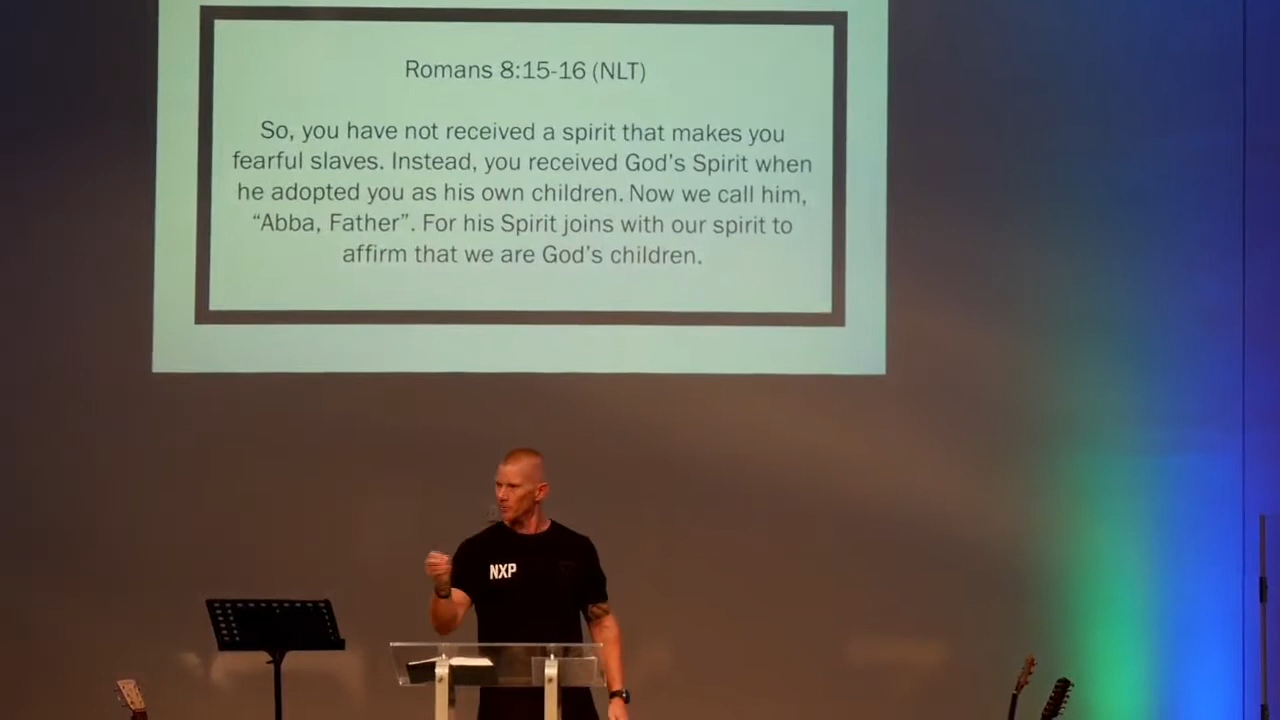 Romans 8:15-16 (NLT)
So, you have not received a spirit that makes you
fearful slaves. Instead, you received God's Spirit when
he adopted you as his own children. Now we call him,
“Abba, Father”. For his Spirit joins with our spirit to
affirm that we are God's children.
NXP